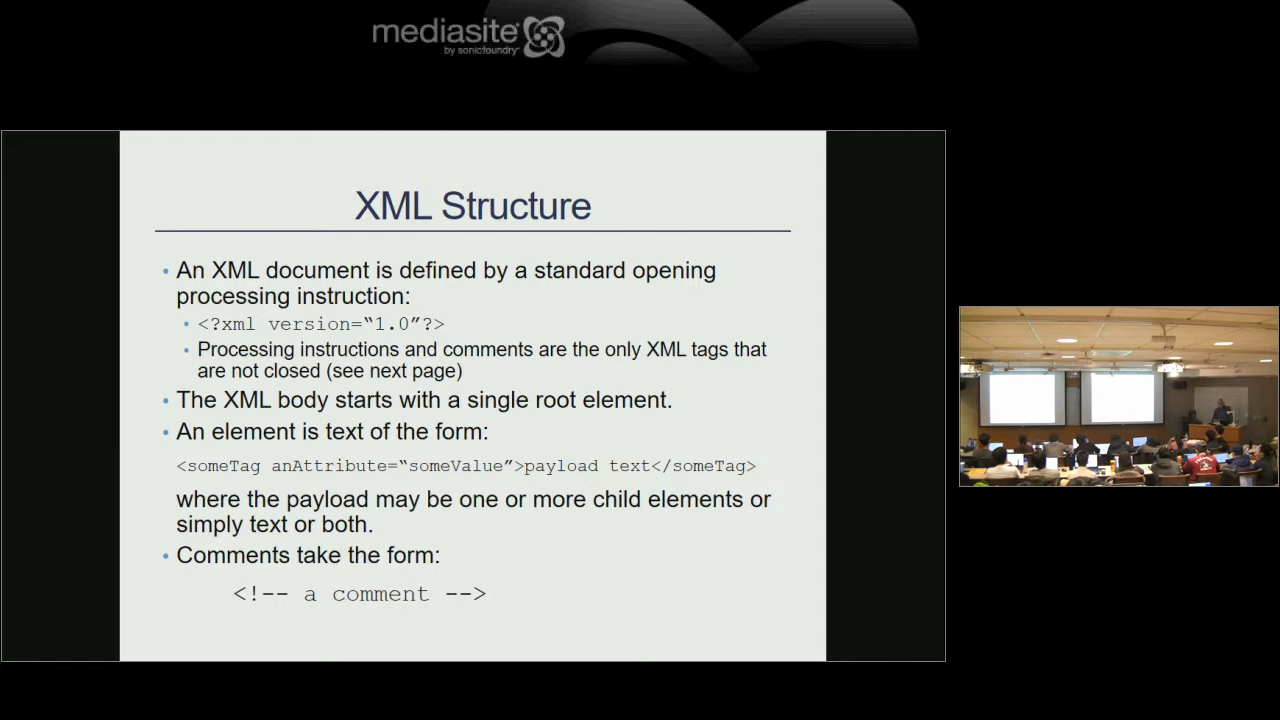 mediasite
by sonicfoundry
XML Structure
• An XML document is defined by a standard opening
processing instruction:
• <?xml version=“1.0”?>
• Processing instructions and comments are the only XML tags that
are not closed (see next page)
• The XML body starts with a single root element.
• An element is text of the form:
<someTag anAttribute=“someValue”>payload text</someTag>
where the payload may be one or more child elements or
simply text or both.
• Comments take the form:
<!-- a comment -->